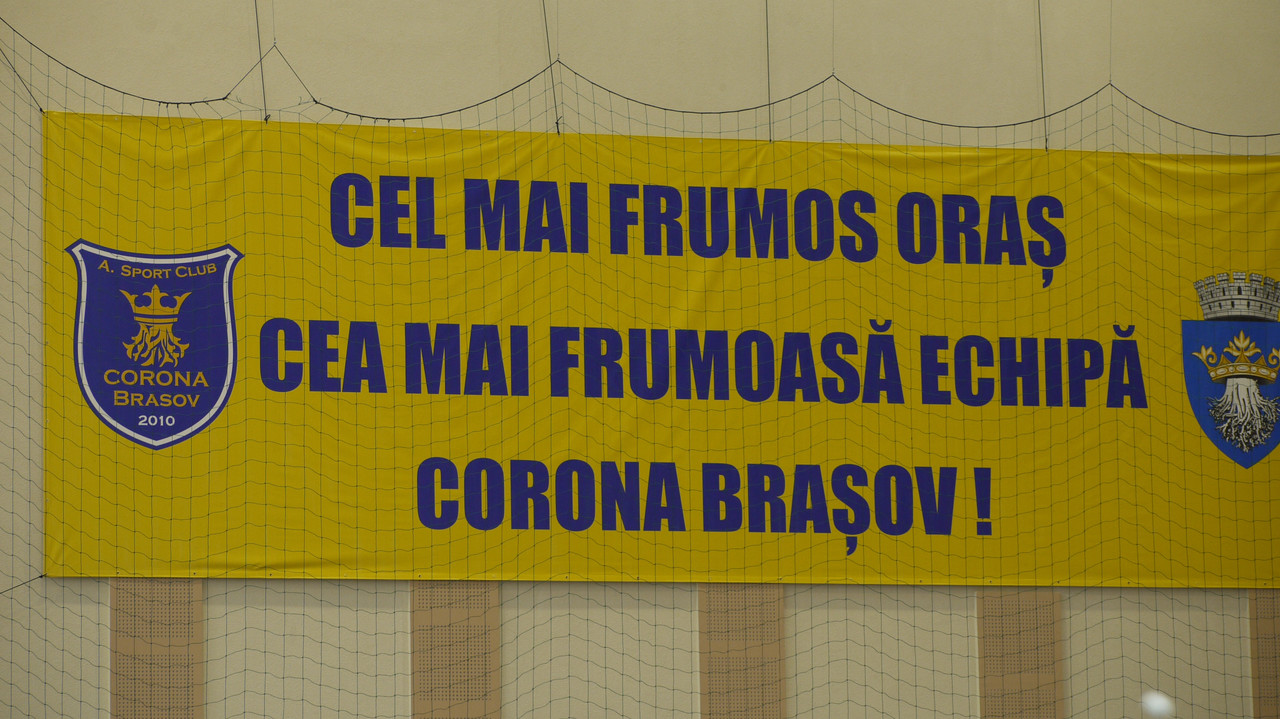 CEL MAI FRUMOS ORAȘ
CEA MAI FRUMOASĂ ECHIPĂ
CORONA BRAȘOV !
A. SPORT CLUB
CORONA
BRASOV
2010